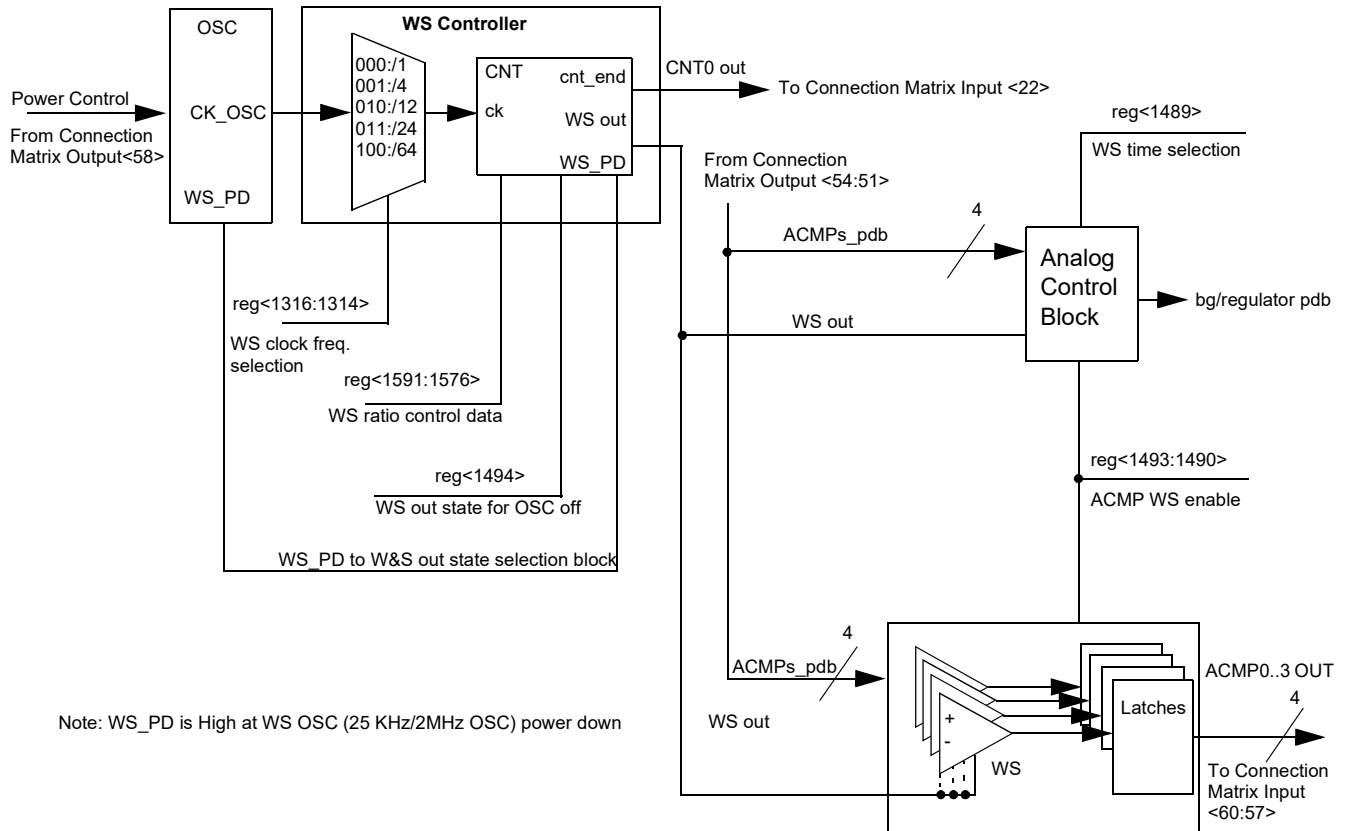 OSC
WS Controller
000:/1
001:/4
010:/12
011:/24
100:/64
CNT
cnt_end
ck
WS out
WS_PD
CNT0 out
To Connection Matrix Input <22>
Power Control
From Connection
Matrix Output<58>
CK_OSC
WS_PD
reg<1489>
WS time selection
From Connection
Matrix Output <54:51>
4
ACMPs_pdb
Analog
Control
Block
bg/regulator pdb
WS out
reg<1316:1314>
WS clock freq.
selection
reg<1591:1576>
WS ratio control data
reg<1494>
WS out state for OSC off
WS_PD to W&S out state selection block
reg<1493:1490>
ACMP WS enable
4
ACMPs_pdb
WS out
+
-
WS
Latches
ACMP0..3 OUT
4
To Connection
Matrix Input
<60:57>
Note: WS_PD is High at WS OSC (25 KHz/2MHz OSC) power down